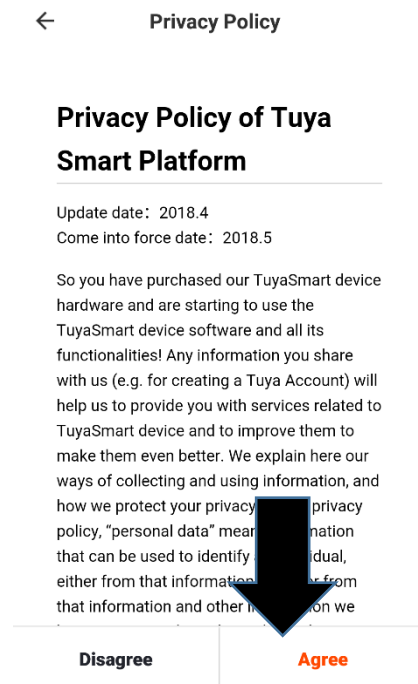 Privacy Policy
Privacy Policy of Tuya
Smart Platform
Update date：2018.4
Come into force date：2018.5
So you have purchased our TuyaSmart device
hardware and are starting to use the
TuyaSmart device software and all its
functionalities! Any information you share
with us (e.g. for creating a Tuya Account) will
help us to provide you with services related to
TuyaSmart device and to improve them to
make them even better. We explain here our
ways of collecting and using information, and
how we protect your privacy privacy
policy, “personal data”
that can be used to identify
either from that information from
that information and other we
Disagree
Agree